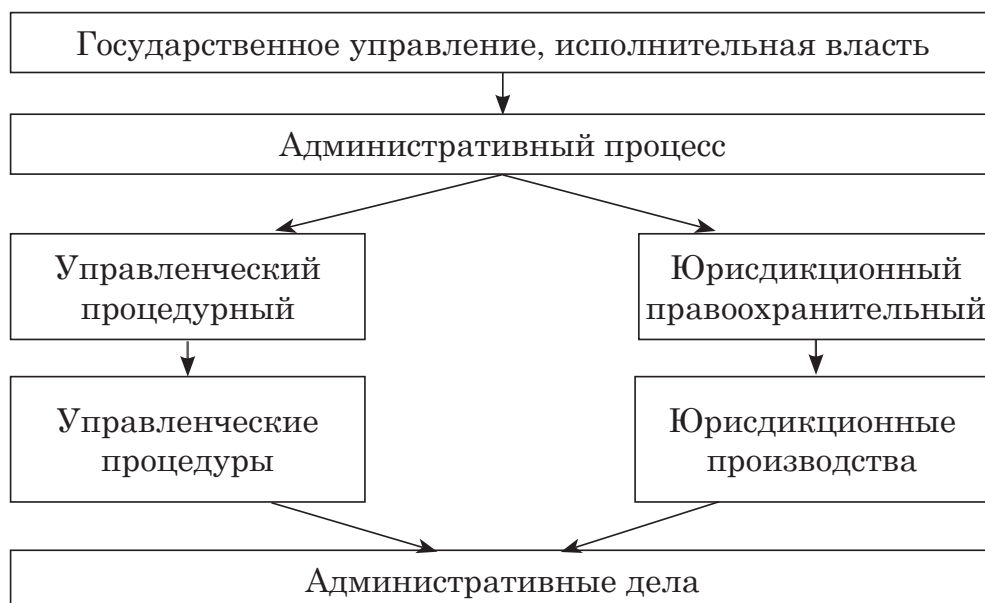 Государственное управление, исполнительная власть
Административный процесс
Управленческий
процедурный
Юрисдикционный
правоохранительный
Управленческие
процедуры
Юрисдикционные
производства
Административные дела